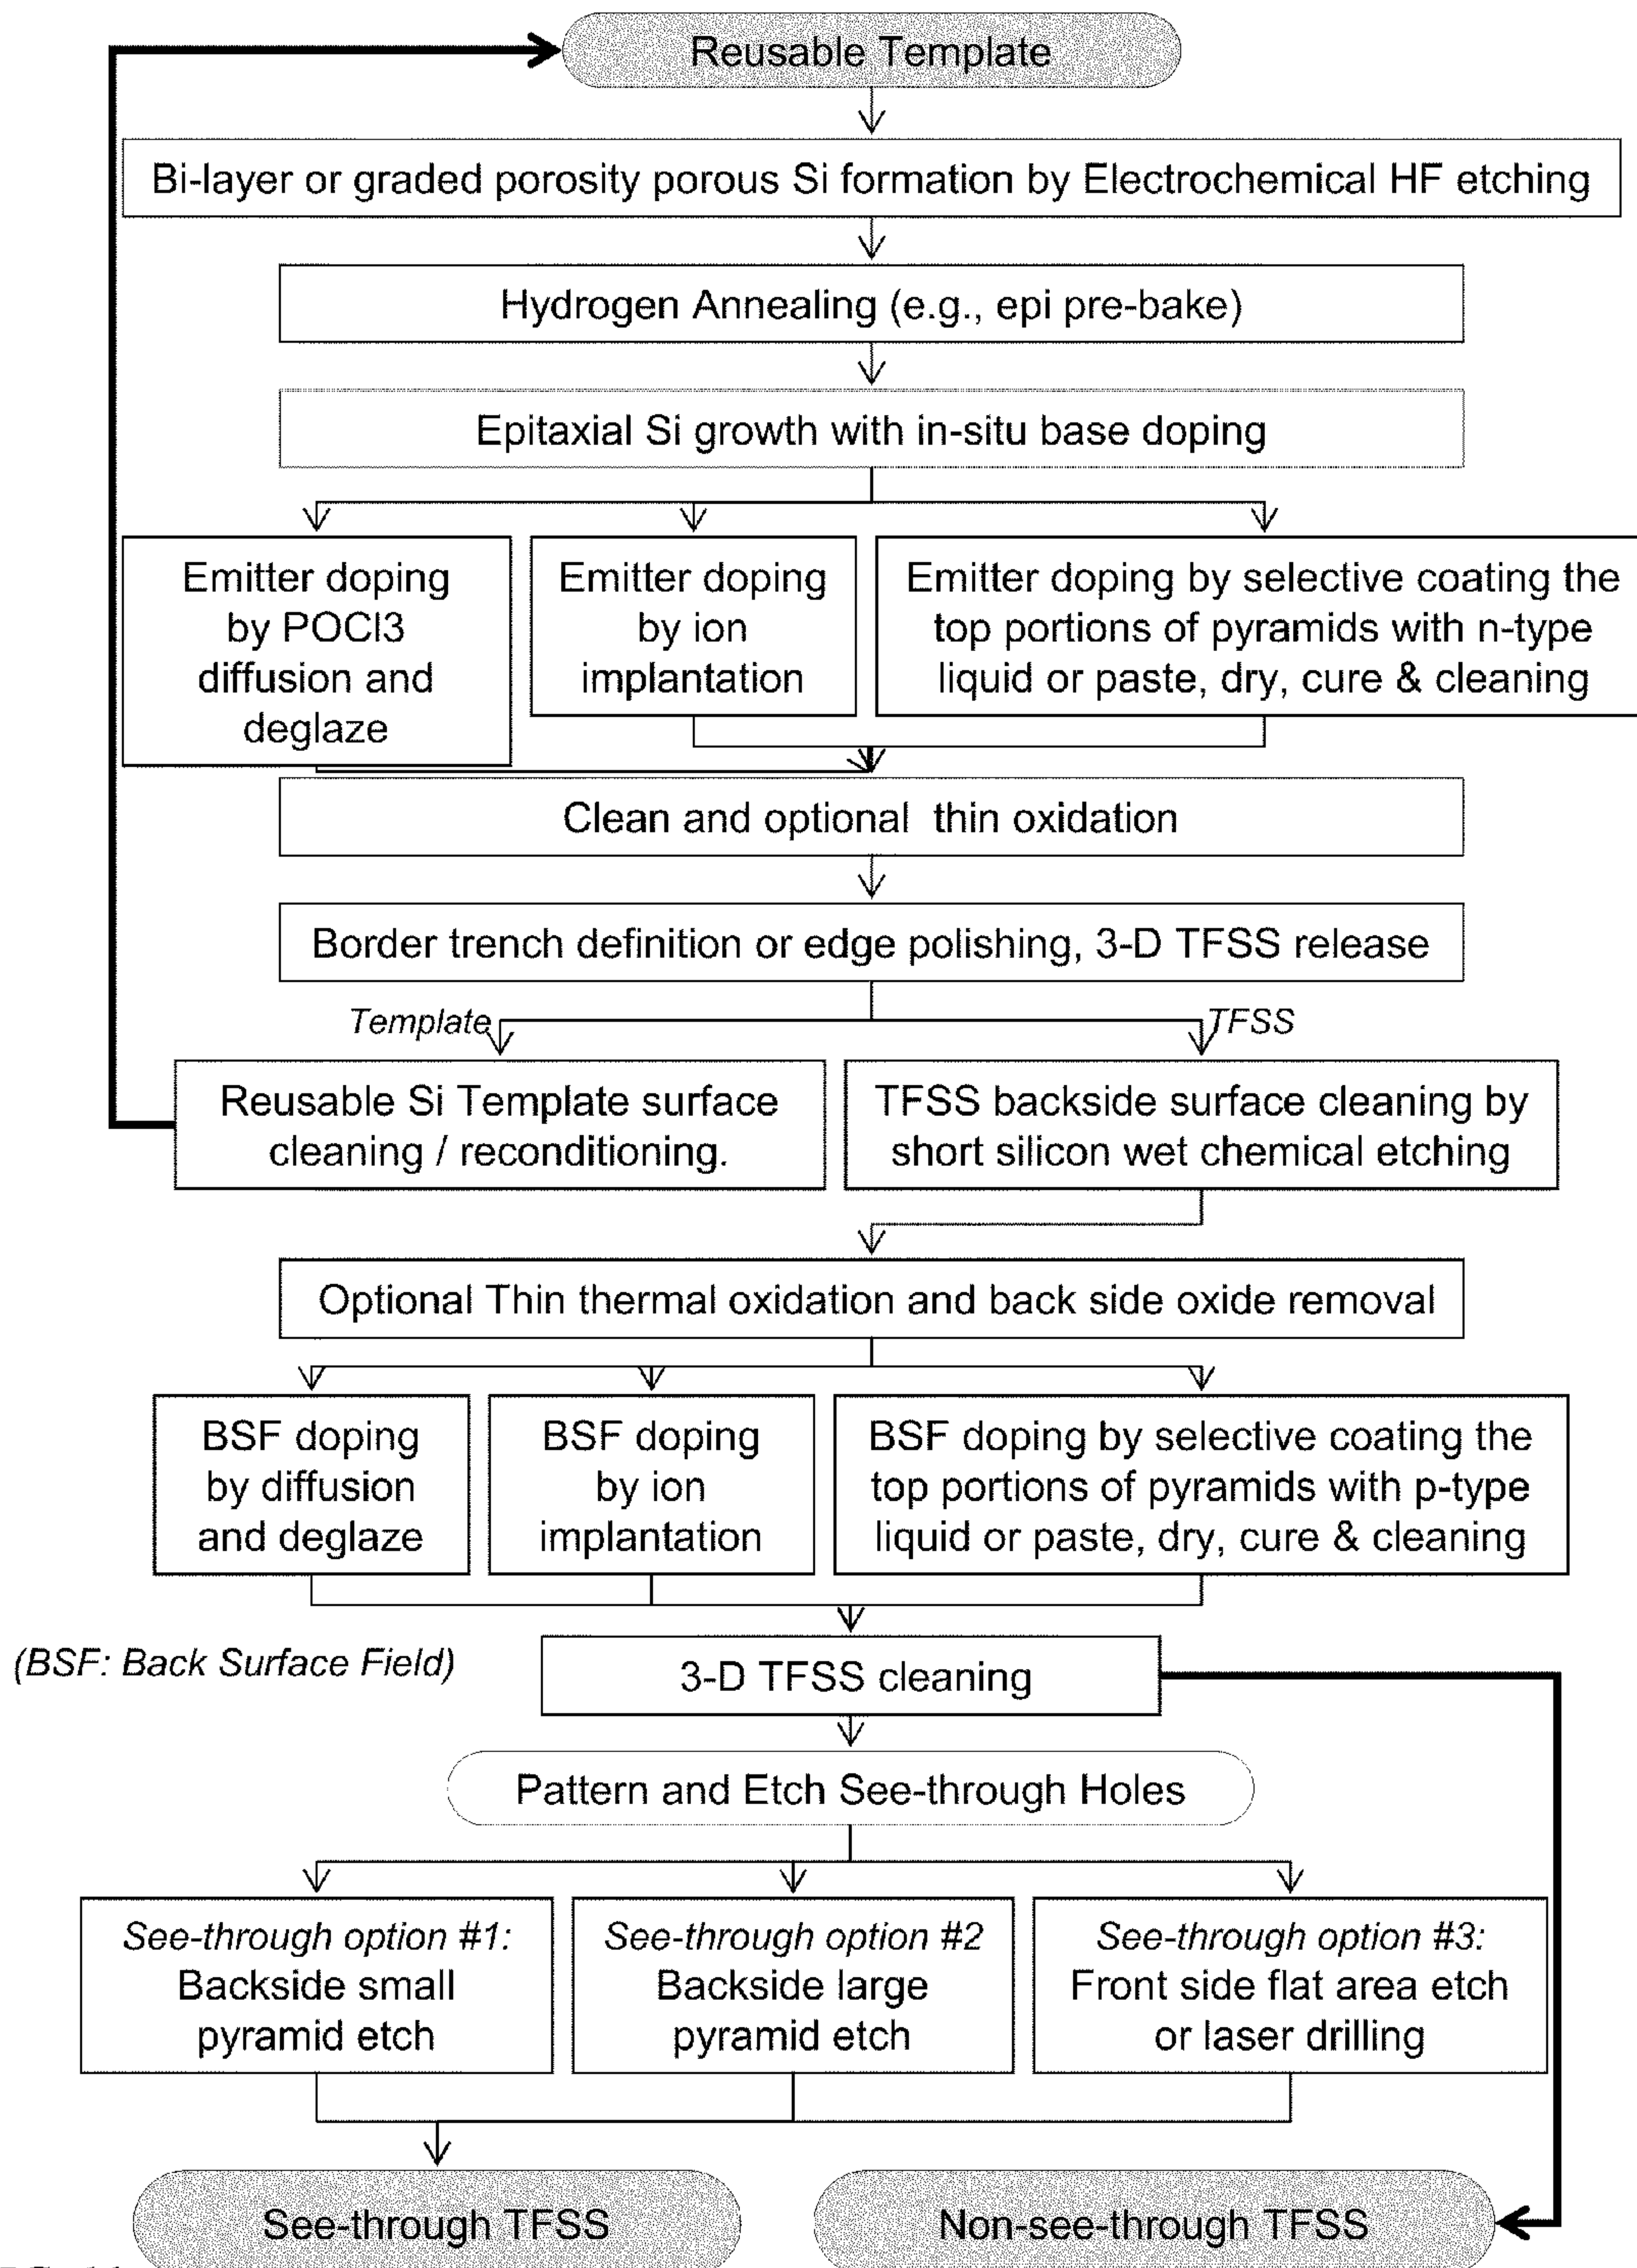 Reusable Template
Bi-layer or graded porosity porous Si formation by Electrochemical HF etching
Hydrogen Annealing (e.g., epi pre-bake)
Epitaxial Si growth with in-situ base doping
Emitter doping
by POCl3
diffusion and
deglaze
Emitter doping
by ion
implantation
Emitter doping by selective coating the
top portions of pyramids with n-type
liquid or paste, dry, cure & cleaning
Clean and optional thin oxidation
Border trench definition or edge polishing, 3-D TFSS release
Template
TFSS
Reusable Si Template surface
cleaning / reconditioning.
TFSS backside surface cleaning by
short silicon wet chemical etching
Optional Thin thermal oxidation and back side oxide removal
BSF doping
by diffusion
and deglaze
BSF doping
by ion
implantation
BSF doping by selective coating the
top portions of pyramids with p-type
liquid or paste, dry, cure & cleaning
(BSF: Back Surface Field)
3-D TFSS cleaning
Pattern and Etch See-through Holes
See-through option #1:
Backside small
pyramid etch
See-through option #2
Backside large
pyramid etch
See-through option #3:
Front side flat area etch
or laser drilling
See-through TFSS
Non-see-through TFSS